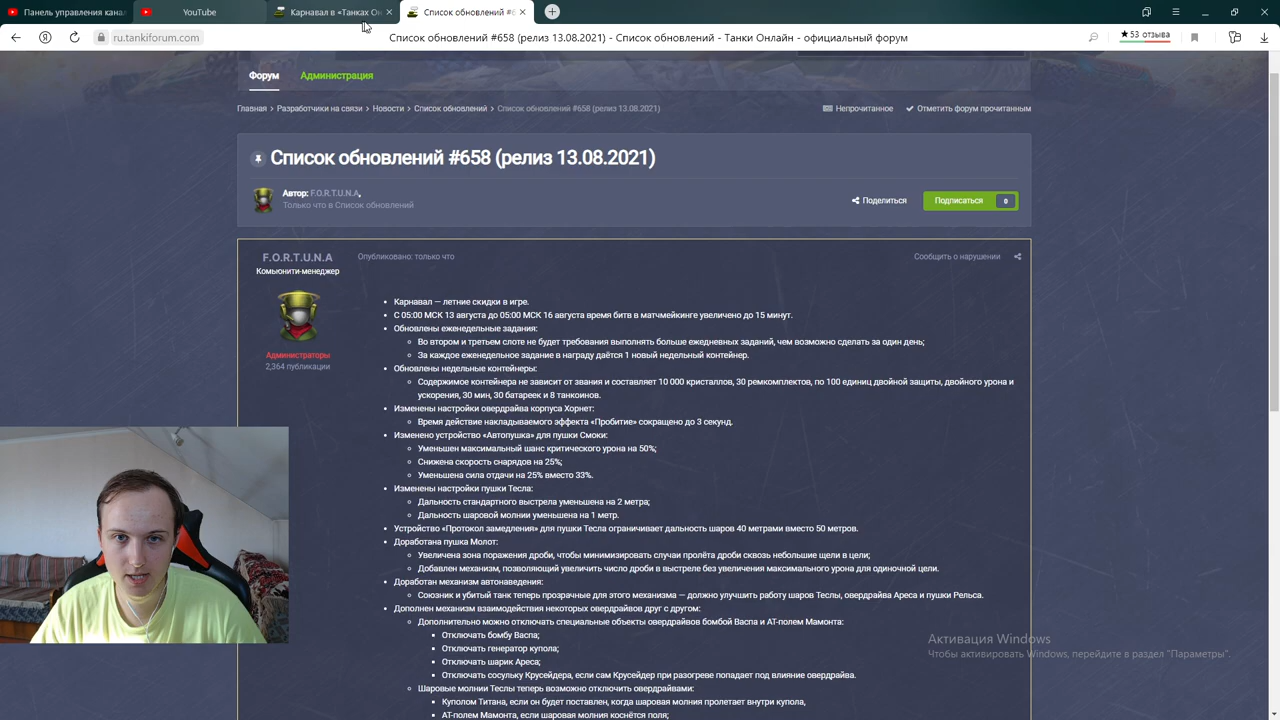 Панель управления канал
YouTube
Карнавал в «Танках Он
Список обновлений #6
ru.tankiforum.com
Список обновлений #658 (релиз 13.08.2021) - Список обновлений - Танки Онлайн - официальный форум
★53 отзыва
Форум
Администрация
Главная > Разработчики на связи > Новости > Список обновлений > Список обновлений #658 (релиз 13.08.2021)
Непрочитанное
Отметить форум прочитанным
Список обновлений #658 (релиз 13.08.2021)
Автор: F.O.R.T.U.N.A,
Только что в Список обновлений
Поделиться
Подписаться
0
F.O.R.T.U.N.A
Комьюнити-менеджер
Администраторы
2,364 публикации
Опубликовано: только что
Сообщить о нарушении
Карнавал — летние скидки в игре.
С 05:00 МСК 13 августа до 05:00 МСК 16 августа время битв в матчмейкинге увеличено до 15 минут.
Обновлены еженедельные задания:
Во втором и третьем слоте не будет требования выполнять больше ежедневных заданий, чем возможно сделать за один день;
За каждое еженедельное задание в награду даётся 1 новый недельный контейнер.
Обновлены недельные контейнеры:
Содержимое контейнера не зависит от звания и составляет 10 000 кристаллов, 30 ремкомплектов, по 100 единиц двойной защиты, двойного урона и
ускорения, 30 мин, 30 батареек и 8 танкоинов.
Изменены настройки овердрайва корпуса Хорнет:
Время действие накладываемого эффекта «Пробитие» сокращено до 3 секунд.
Изменено устройство «Автопушка» для пушки Смоки:
Уменьшен максимальный шанс критического урона на 50%;
Снижена скорость снарядов на 25%;
Уменьшена сила отдачи на 25% вместо 33%.
Изменены настройки пушки Тесла:
Дальность стандартного выстрела уменьшена на 2 метра;
Дальность шаровой молнии уменьшена на 1 метр.
Устройство «Протокол замедления» для пушки Тесла ограничивает дальность шаров 40 метрами вместо 50 метров.
Доработана пушка Молот:
Увеличена зона поражения дроби, чтобы минимизировать случаи пролёта дроби сквозь небольшие щели в цели;
Добавлен механизм, позволяющий увеличить число дроби в выстреле без увеличения максимального урона для одиночной цели.
Доработан механизм автонаведения:
Союзник и убитый танк теперь прозрачные для этого механизма — должно улучшить работу шаров Теслы, овердрайва Ареса и пушки Рельса.
Дополнен механизм взаимодействия некоторых овердрайвов друг с другом:
Дополнительно можно отключать специальные объекты овердрайвов бомбой Васпа и АТ-полем Мамонта:
Отключать бомбу Васпа;
Отключать генератор купола;
Отключать шарик Ареса;
Отключать сосульку Крусейдера, если сам Крусейдер при разогреве попадает под влияние овердрайва.
Шаровые молнии Теслы теперь возможно отключить овердрайвами:
Куполом Титана, если он будет поставлен, когда шаровая молния пролетает внутри купола,
АТ-полем Мамонта, если шаровая молния коснётся поля;
Активация Windows
Чтобы активировать Windows, перейдите в раздел "Параметры".